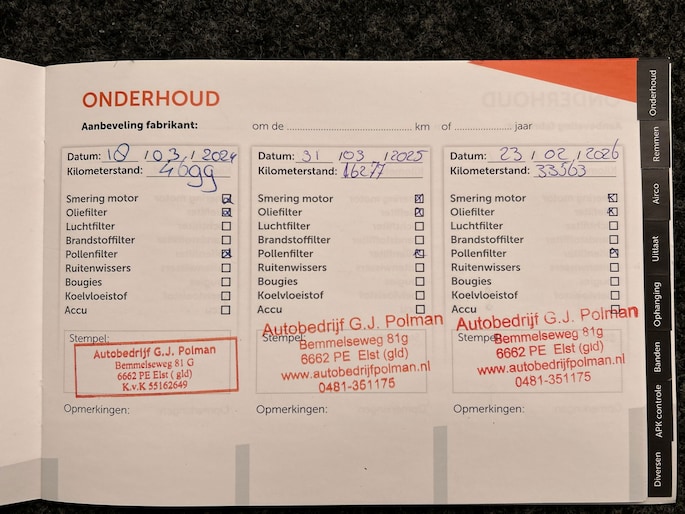 ONDERHOUD
Aanbeveling fabrikant: om de km of jaar
Datum: 18 / 03 / 2024
Kilometerstand: 4699
Smering motor
Oliefilter
Luchtfilter
Brandstoffilter
Pollenfilter
Ruitenwissers
Bougies
Koelvloeistof
Accu
Stempel:
Autobedrijf G.J. Polman
Bemmelseweg 81 G
6662 PE Elst ( gld)
K.v.K 55162649
Opmerkingen:
Datum: 31 / 03 / 2025
Kilometerstand: 16277
Smering motor
Oliefilter
Luchtfilter
Brandstoffilter
Pollenfilter
Ruitenwissers
Bougies
Koelvloeistof
Accu
Stempel:
Autobedrijf G.J. Polman
Bemmelseweg 81g
6662 PE Elst (gld)
www.autobedrijfpolman.nl
0481-351175
Opmerkingen:
Datum: 23 / 02 / 2026
Kilometerstand: 33563
Smering motor
Oliefilter
Luchtfilter
Brandstoffilter
Pollenfilter
Ruitenwissers
Bougies
Koelvloeistof
Accu
Stempel:
Autobedrijf G.J. Polman
Bemmelseweg 81g
6662 PE Elst (gld)
www.autobedrijfpolman.nl
0481-351175
Opmerkingen:
Onderhoud
Remmen
Airco
Uitlaat
Ophanging
Banden
APK controle
Diversen